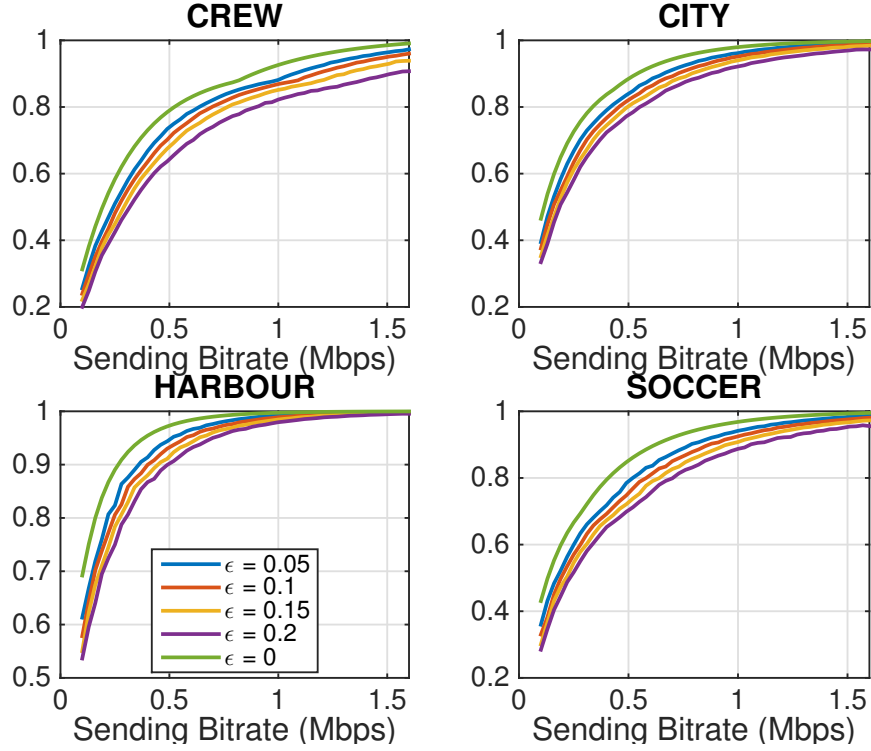 CREW
1
0.8
0.6
0.4
0.2
0 0.5 1 1.5
Sending Bitrate (Mbps)
CITY
1
0.8
0.6
0.4
0.2
0 0.5 1 1.5
Sending Bitrate (Mbps)
HARBOUR
1
0.9
0.8
0.7
0.6
0.5
ϵ = 0.05
ϵ = 0.1
ϵ = 0.15
ϵ = 0.2
ϵ = 0
0 0.5 1 1.5
Sending Bitrate (Mbps)
SOCCER
1
0.8
0.6
0.4
0.2
0 0.5 1 1.5
Sending Bitrate (Mbps)